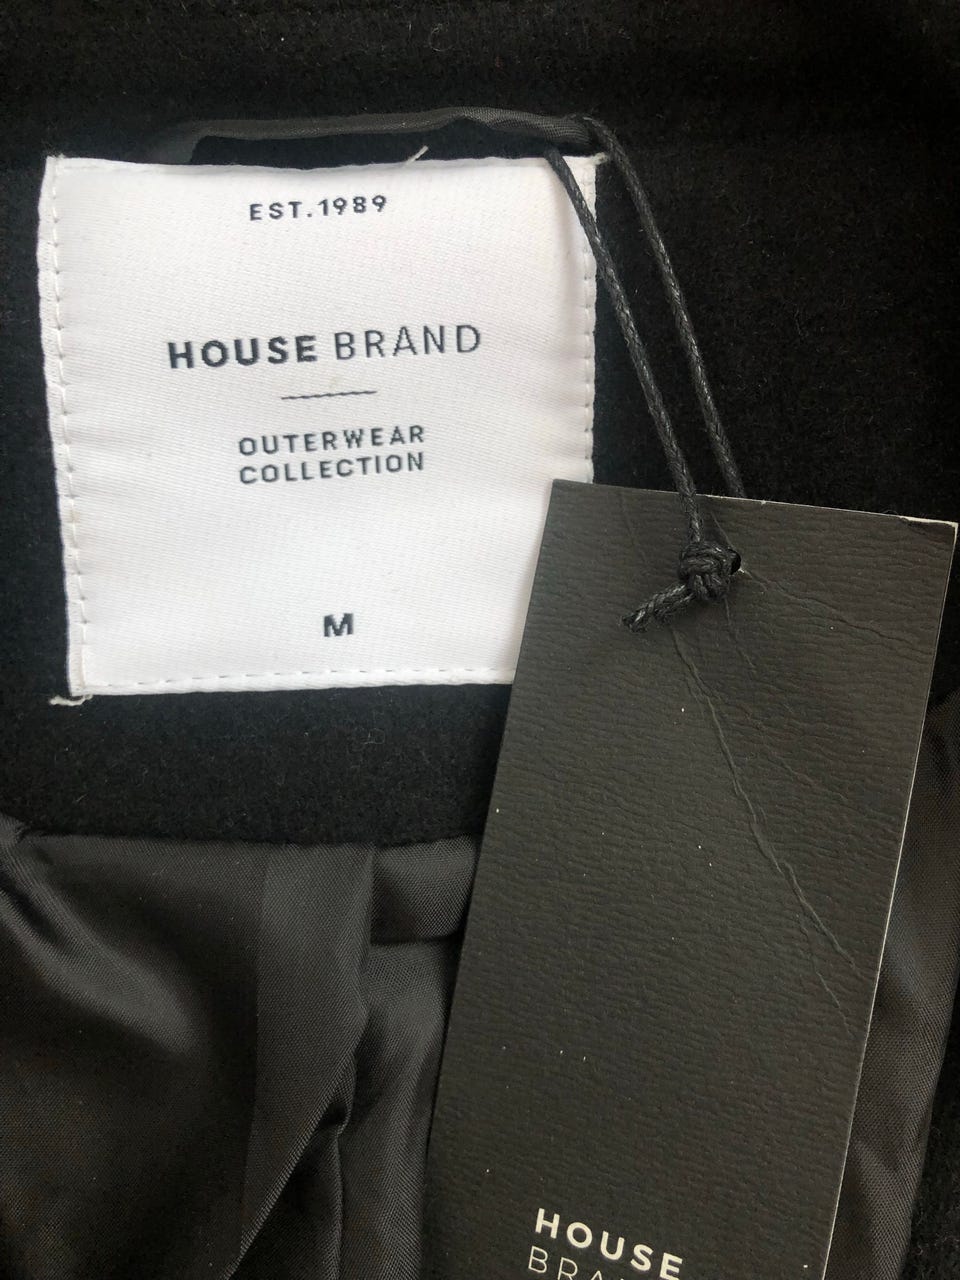 EST.1989
HOUSE BRAND
OUTERWEAR
COLLECTION
M
HOUSE